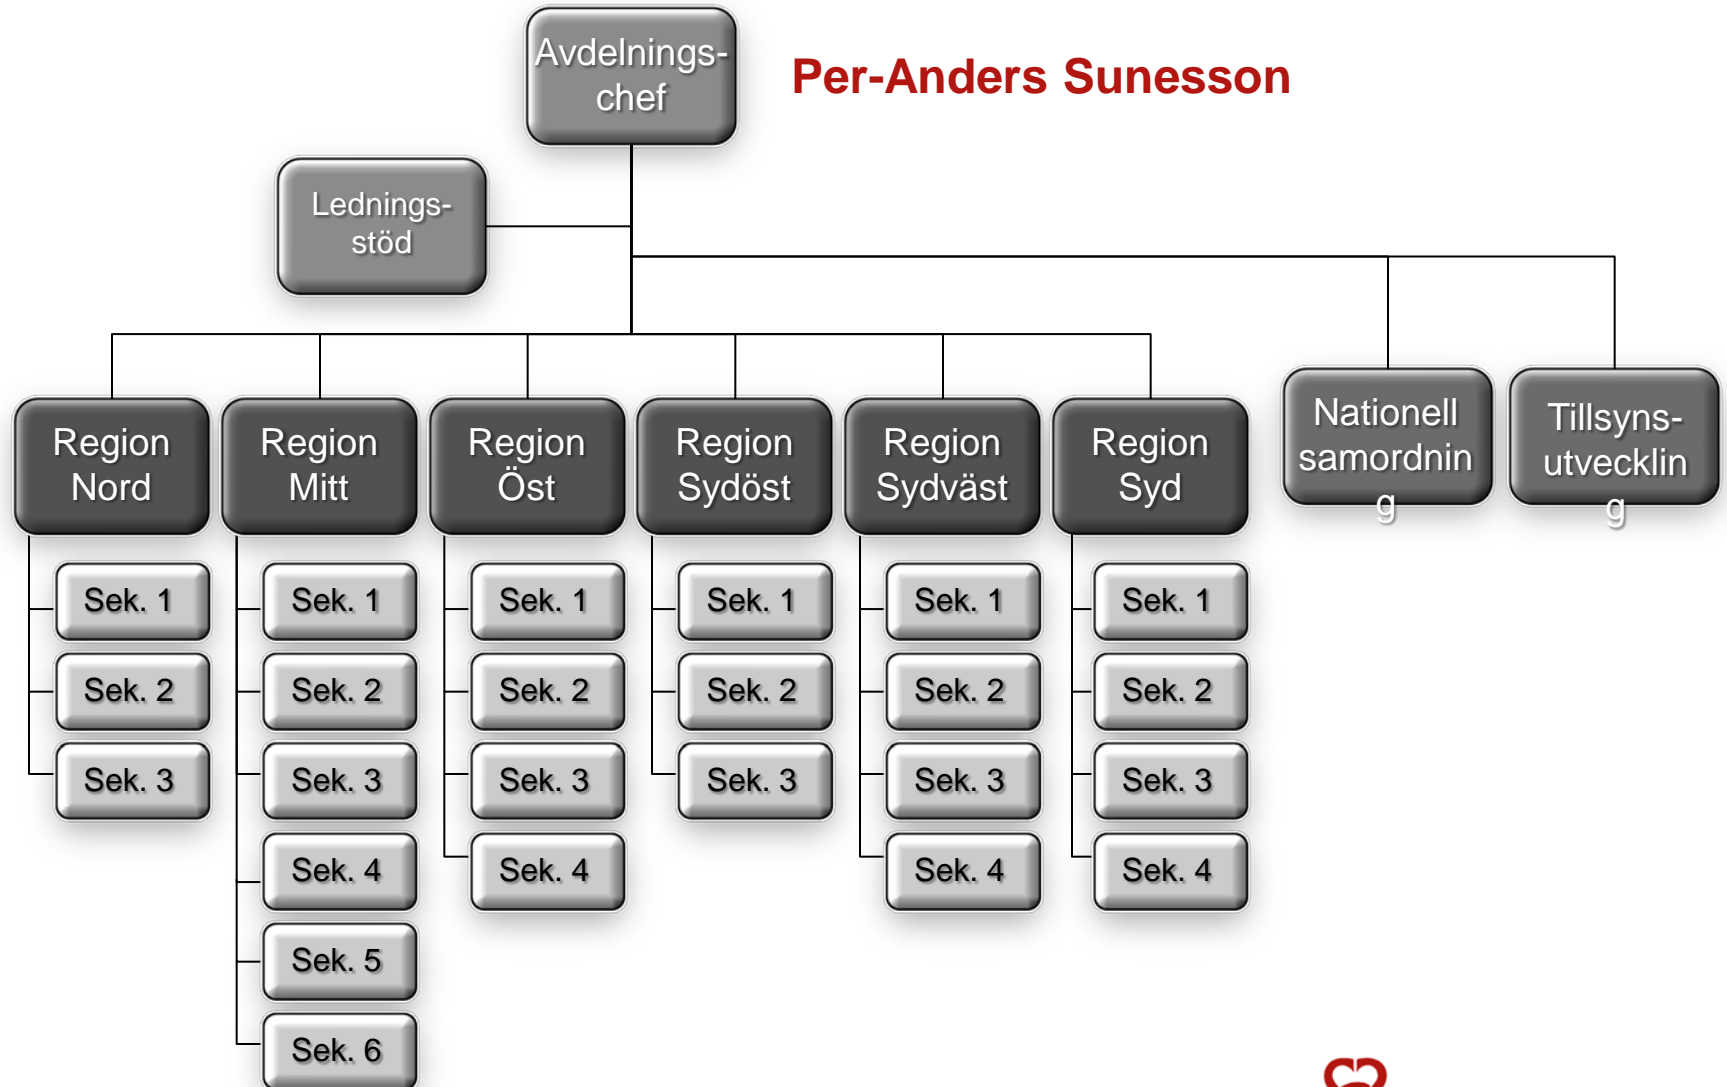 Avdelnings-
chef
Per-Anders Sunesson
Lednings-
stöd
Region
Nord
Region
Mitt
Region
Öst
Region
Sydöst
Region
Sydväst
Region
Syd
Nationell
samordnin
g
Tillsyns-
utvecklin
g
Sek. 1
Sek. 2
Sek. 3
Sek. 1
Sek. 2
Sek. 3
Sek. 4
Sek. 5
Sek. 6
Sek. 1
Sek. 2
Sek. 3
Sek. 4
Sek. 1
Sek. 2
Sek. 3
Sek. 1
Sek. 2
Sek. 3
Sek. 4
Sek. 1
Sek. 2
Sek. 3
Sek. 4